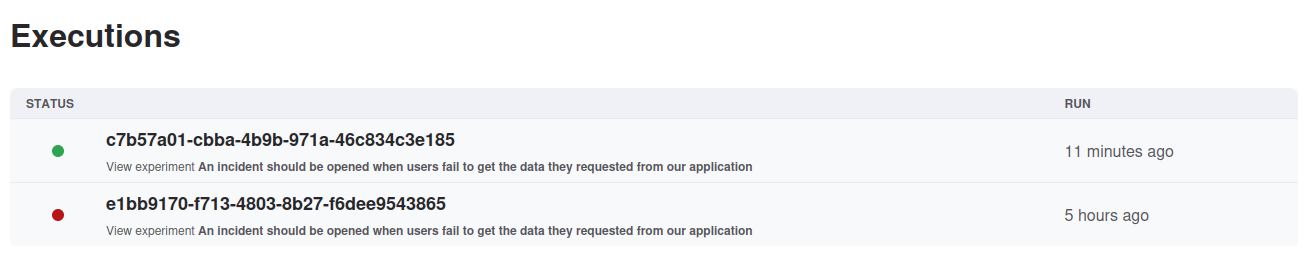 Executions
STATUS RUN
c7b57a01-cbba-4b9b-971a-46c834c3e185
View experiment An incident should be opened when users fail to get the data they requested from our application
11 minutes ago
e1bb9170-f713-4803-8b27-f6dee9543865
View experiment An incident should be opened when users fail to get the data they requested from our application
5 hours ago